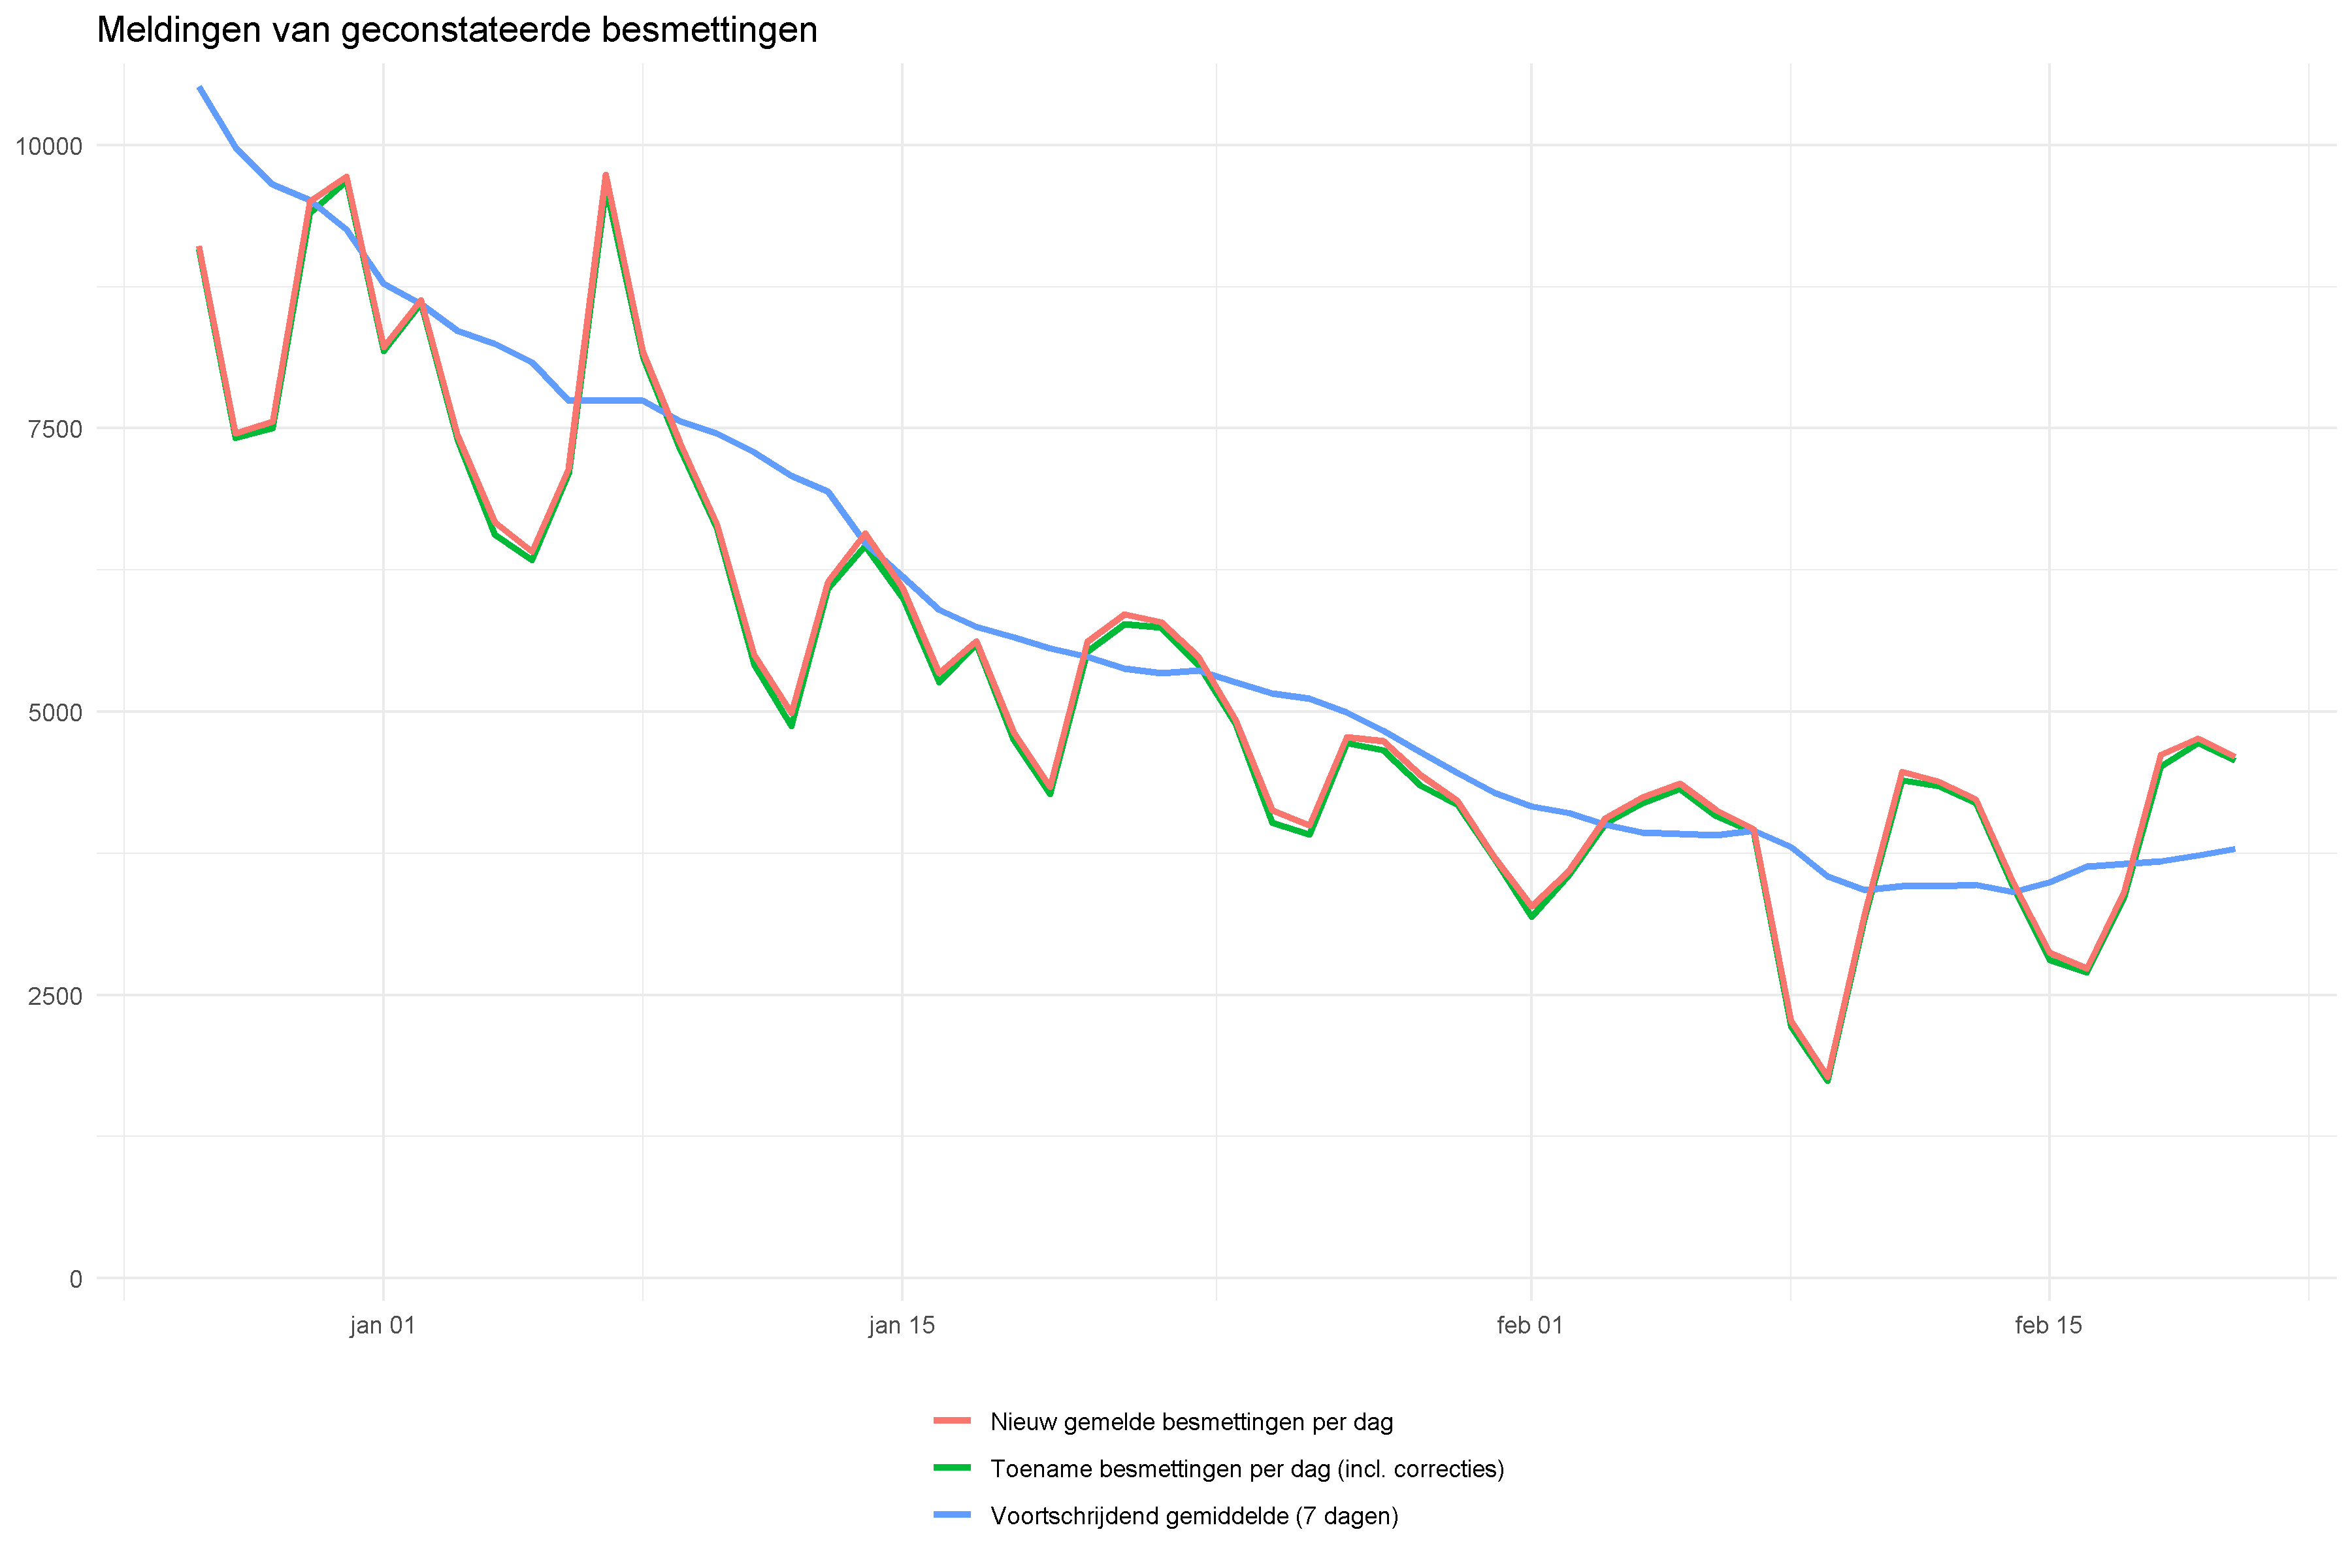 Meldingen van geconstateerde besmettingen
10000
7500
5000
2500
0
jan 01
jan 15
feb 01
feb 15
Nieuw gemelde besmettingen per dag
Toename besmettingen per dag (incl. correcties)
Voortschrijdend gemiddelde (7 dagen)